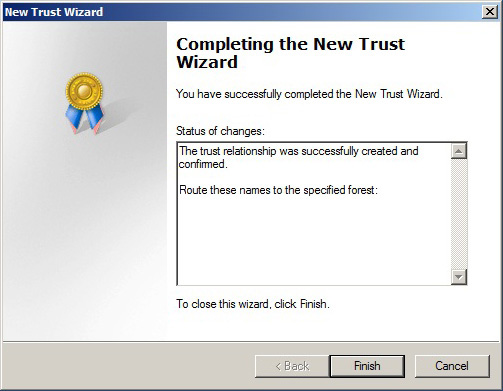 New Trust Wizard
Completing the New Trust
Wizard
You have successfully completed the New Trust Wizard.
Status of changes:
The trust relationship was successfully created and
confirmed.
Route these names to the specified forest:
To close this wizard, click Finish.
< Back
Finish
Cancel